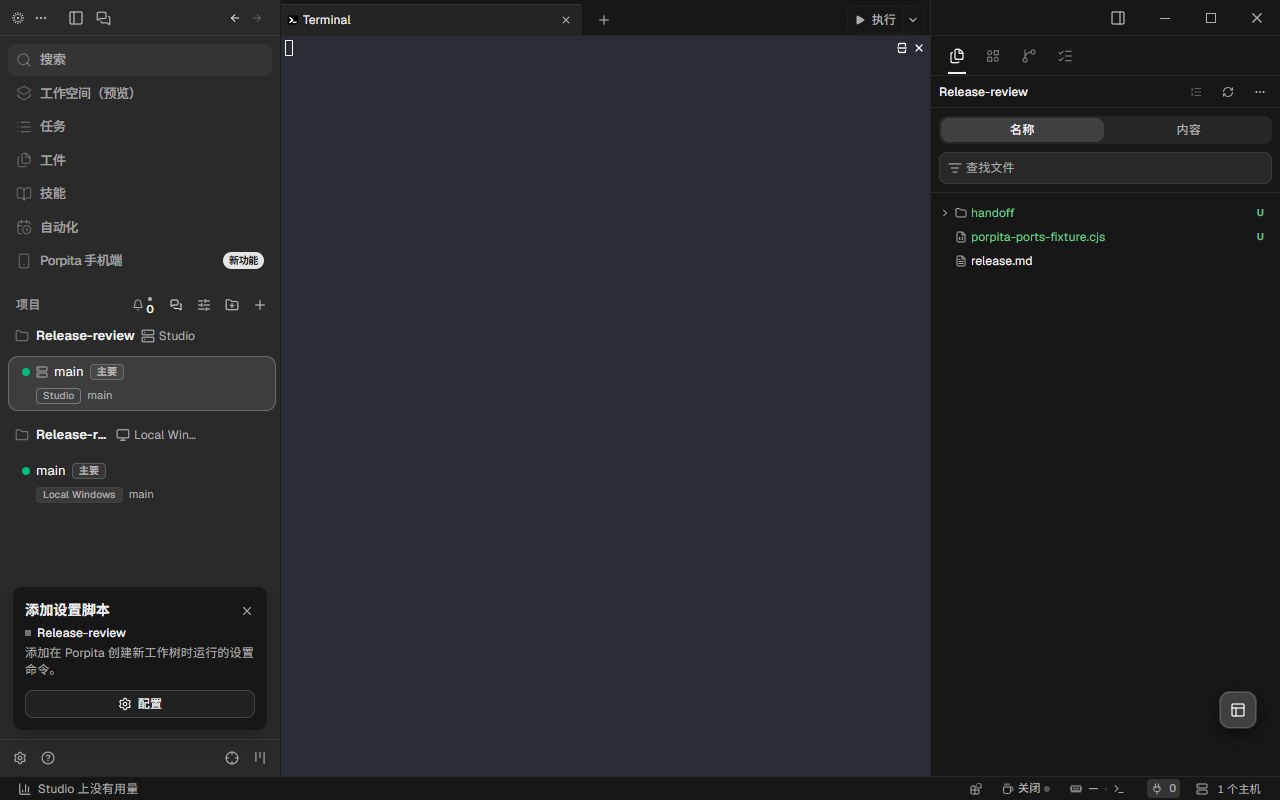 Terminal
执行
搜索
工作空间（预览）
任务
工件
技能
自动化
Porpita 手机端
新功能
项目
0
Release-review
Studio
main
主要
Studio
main
Release-r...
Local Win...
main
主要
Local Windows
main
添加设置脚本
Release-review
添加在 Porpita 创建新工作树时运行的设置
命令。
配置
Release-review
名称
内容
查找文件
handoff
U
porpita-ports-fixture.cjs
U
release.md
Studio 上没有用量
关闭
0
1 个主机